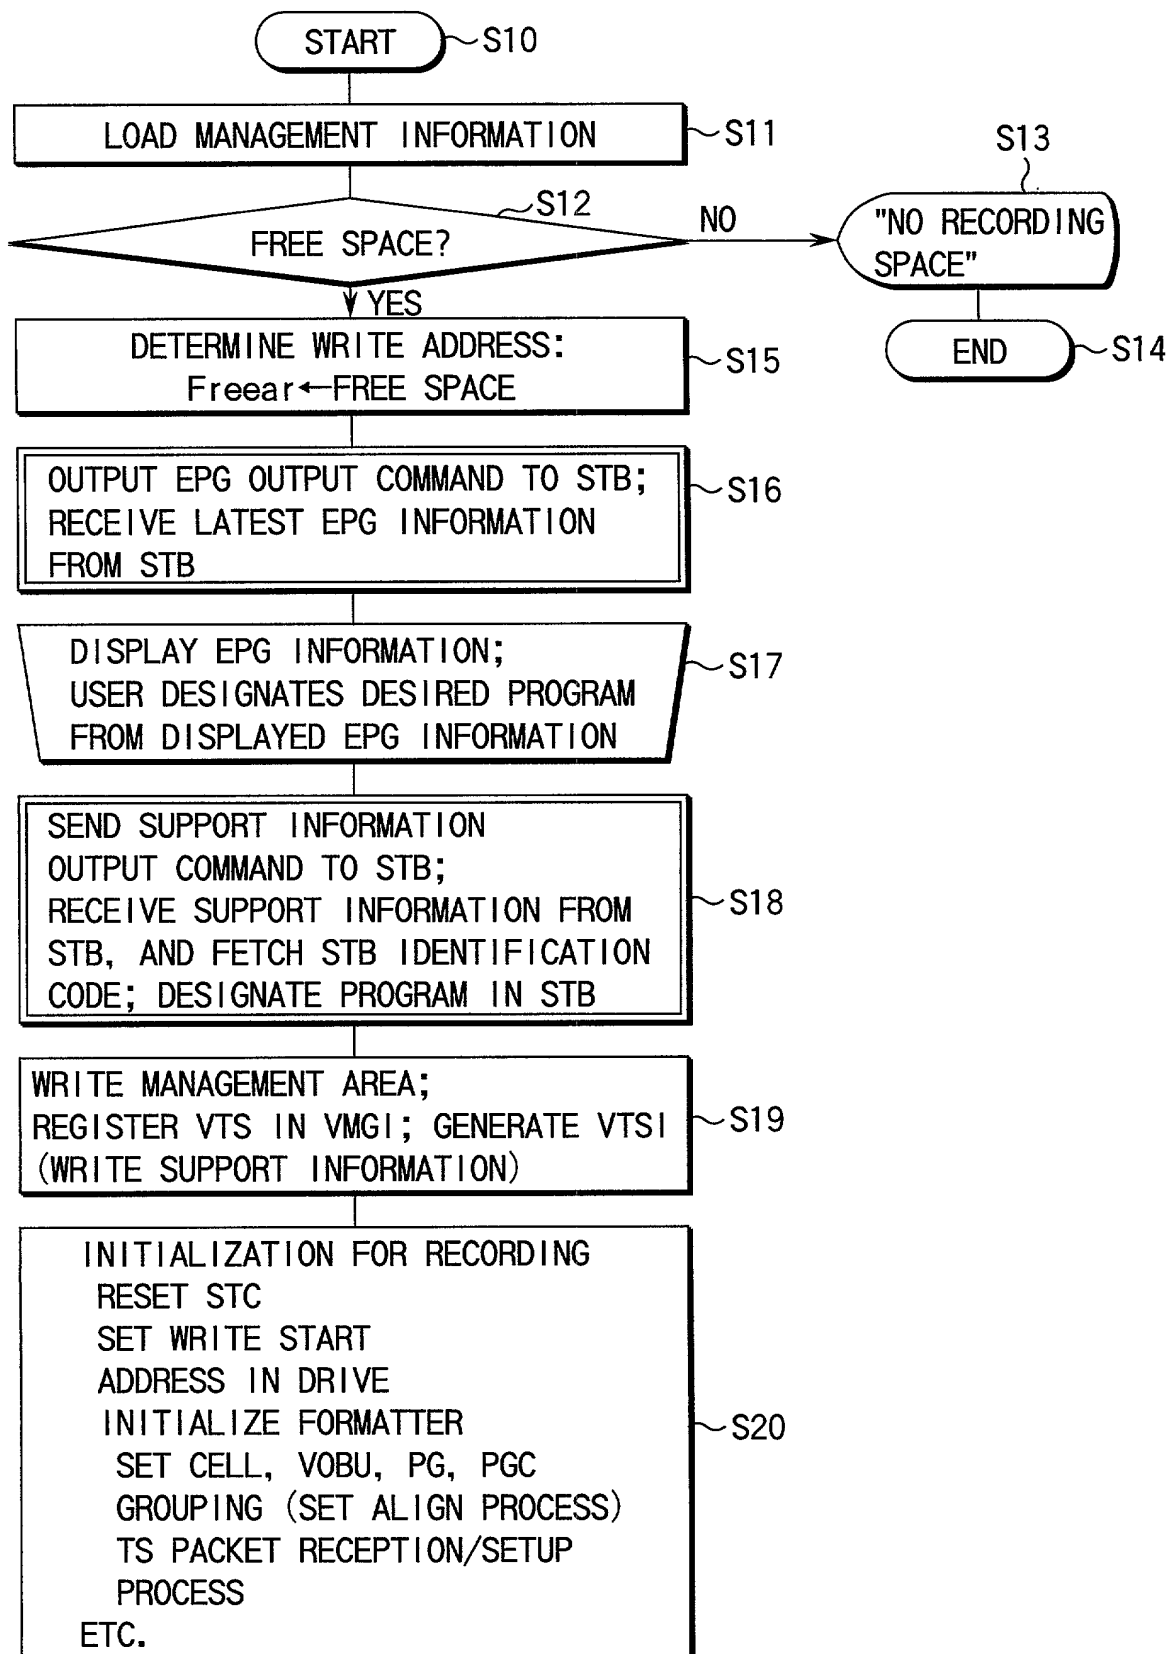 START
S10
LOAD MANAGEMENT INFORMATION
S11
S12
FREE SPACE?
NO
S13
"NO RECORDING
SPACE"
END
S14
YES
DETERMINE WRITE ADDRESS:
Freear←FREE SPACE
S15
OUTPUT EPG OUTPUT COMMAND TO STB;
RECEIVE LATEST EPG INFORMATION
FROM STB
S16
DISPLAY EPG INFORMATION;
USER DESIGNATES DESIRED PROGRAM
FROM DISPLAYED EPG INFORMATION
S17
SEND SUPPORT INFORMATION
OUTPUT COMMAND TO STB;
RECEIVE SUPPORT INFORMATION FROM
STB, AND FETCH STB IDENTIFICATION
CODE; DESIGNATE PROGRAM IN STB
S18
WRITE MANAGEMENT AREA;
REGISTER VTS IN VMGI; GENERATE VTSI
(WRITE SUPPORT INFORMATION)
S19
INITIALIZATION FOR RECORDING
RESET STC
SET WRITE START
ADDRESS IN DRIVE
INITIALIZE FORMATTER
SET CELL, VOBU, PG, PGC
GROUPING (SET ALIGN PROCESS)
TS PACKET RECEPTION/SETUP
PROCESS
ETC.
S20